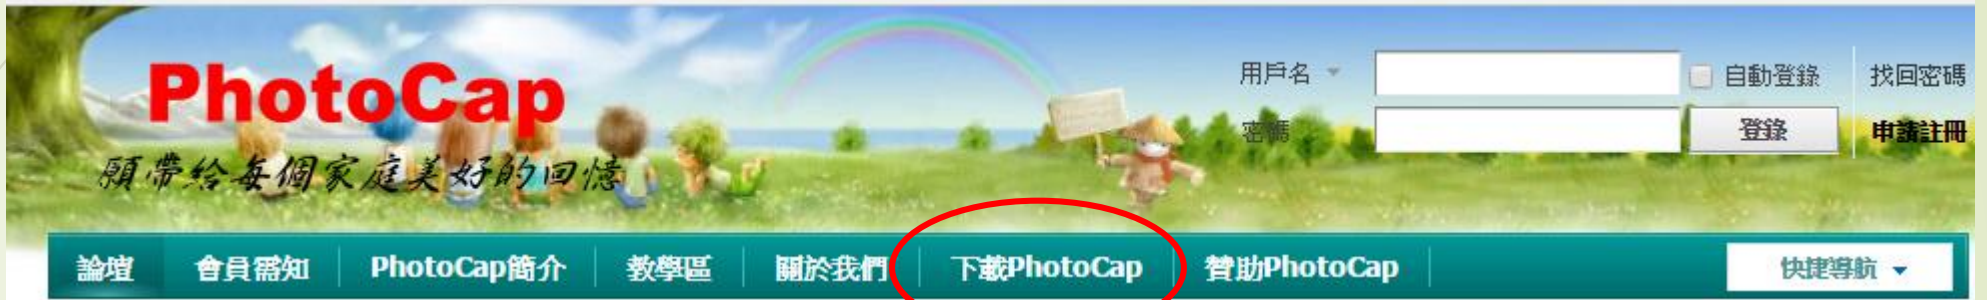 PhotoCap
願帶給每個家庭美好的回憶
用戶名 自動登錄 找回密碼
密碼 登錄 申請註冊
論壇 會員需知 PhotoCap簡介 教學區 關於我們 下載PhotoCap 贊助PhotoCap 快捷導航